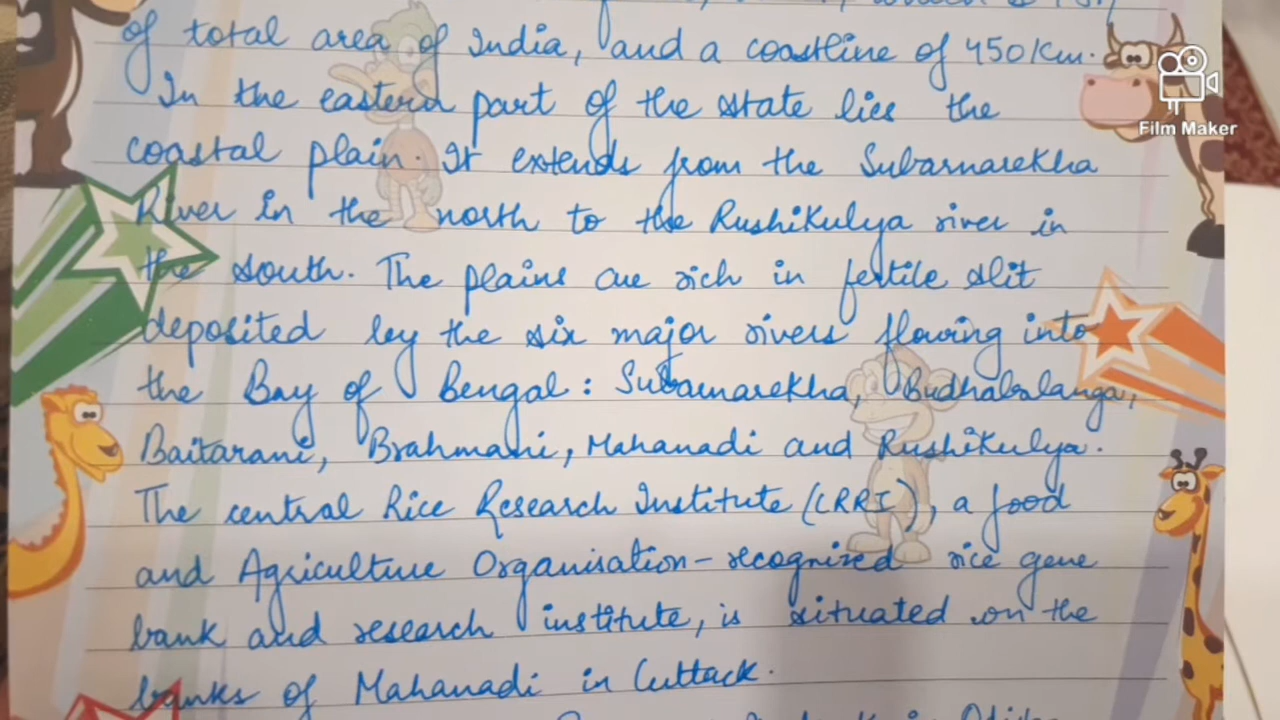 of total area of India, and a coastline of 450 Km.
In the eastern part of the state lies the
coastal plain. It extends from the Subarnarekha
River in the north to the RushiKulya river in
the south. The plains are rich in fertile slit
deposited by the six major rivers flowing into
the Bay of Bengal: Subarnarekha, Budhabalanga,
Baitarani, Brahmani, Mahanadi and RushiKulya.
The central Rice Research Institute (CRRI), a food
and Agriculture Organisation-recognized rice gene
bank and research institute, is situated on the
banks of Mahanadi in Cuttack.
Film Maker